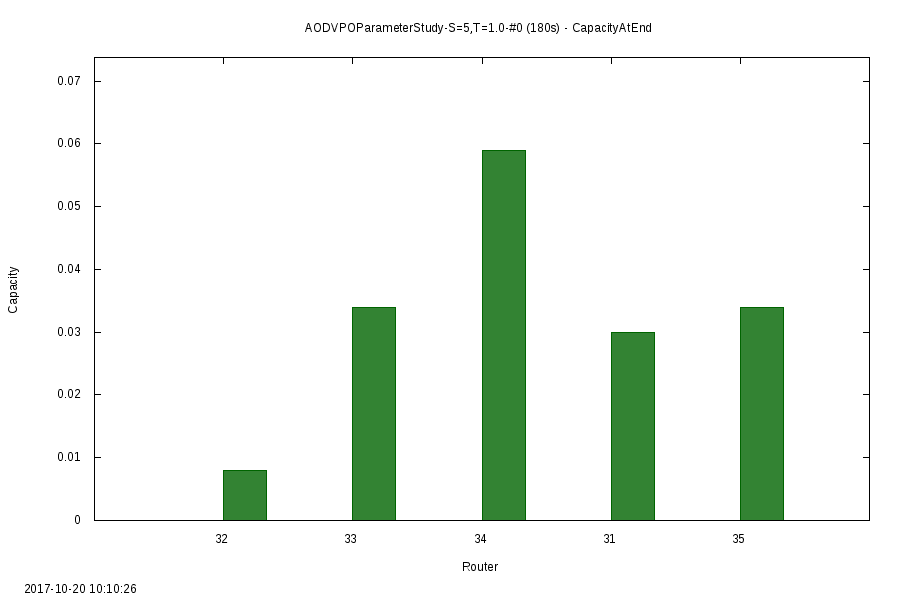 AODVPOParameterStudy-S=5,T=1.0-#0 (180s) - CapacityAtEnd
0.07
0.06
0.05
0.04
0.03
0.02
0.01
0
Capacity
32 33 34 31 35
Router
2017-10-20 10:10:26